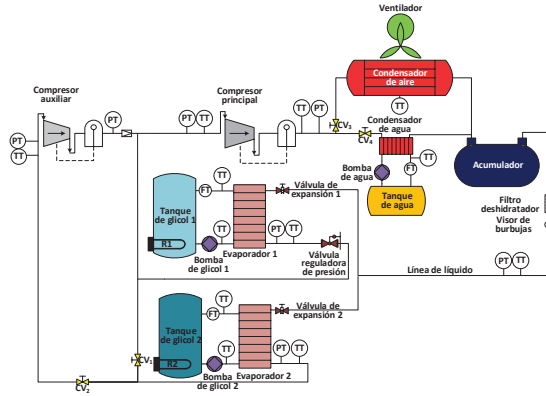 Ventilador
Condensador
de aire
TT
Compresor
auxiliar
Compresor
principal
PT
TT
PT
PT
TT
TT
PT
CV3
CV4
Condensador
de agua
TT
FT
Bomba
de agua
Tanque
de agua
Acumulador
Filtro
deshidratador
Visor de
burbujas
Tanque
de glicol 1
R1
FT
TT
Válvula de
expansión 1
TT
Bomba
de glicol 1
Evaporador 1
PT
TT
Válvula
reguladora
de presión
Línea de líquido
PT
TT
Tanque
de glicol 2
R2
FT
TT
Válvula de
expansión 2
TT
Bomba
de glicol 2
Evaporador 2
PT
TT
CV1
CV2